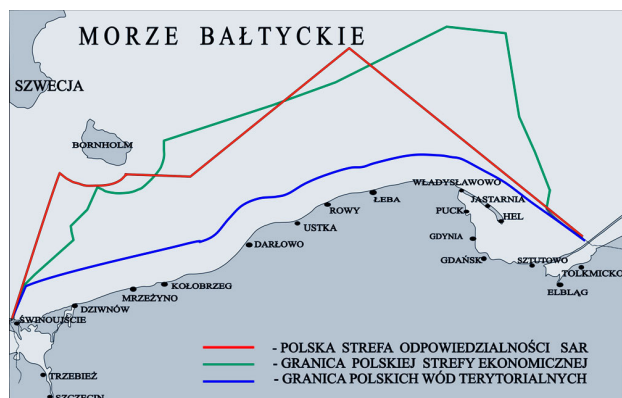 MORZE BAŁTYCKIE
SZWECJA
BORNHOLM
WŁADYSŁAWOWO
ŁEBA
JASTARNIA
ROWY
PUCK
HEL
USTKA
GDYNIA
DARŁOWO
GDAŃSK
SZTUTOWO
TOLKMICKO
KOŁOBRZEG
ELBLĄG
MRZEŻYNO
DZIWNÓW
ŚWINOUJŚCIE
- POLSKA STREFA ODPOWIEDZIALNOŚCI SAR
- GRANICA POLSKIEJ STREFY EKONOMICZNEJ
- GRANICA POLSKICH WÓD TERYTORIALNYCH
TRZEBIEŻ
SZCZECIN